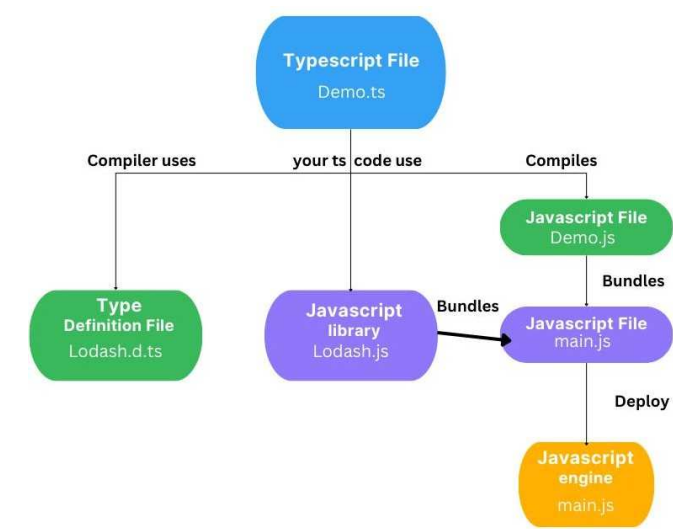 Typescript File
Demo.ts
Compiler uses
your ts code use
Compiles
Javascript File
Demo.js
Bundles
Type
Definition File
Lodash.d.ts
Javascript
library
Lodash.js
Bundles
Javascript File
main.js
Deploy
Javascript
engine
main.js